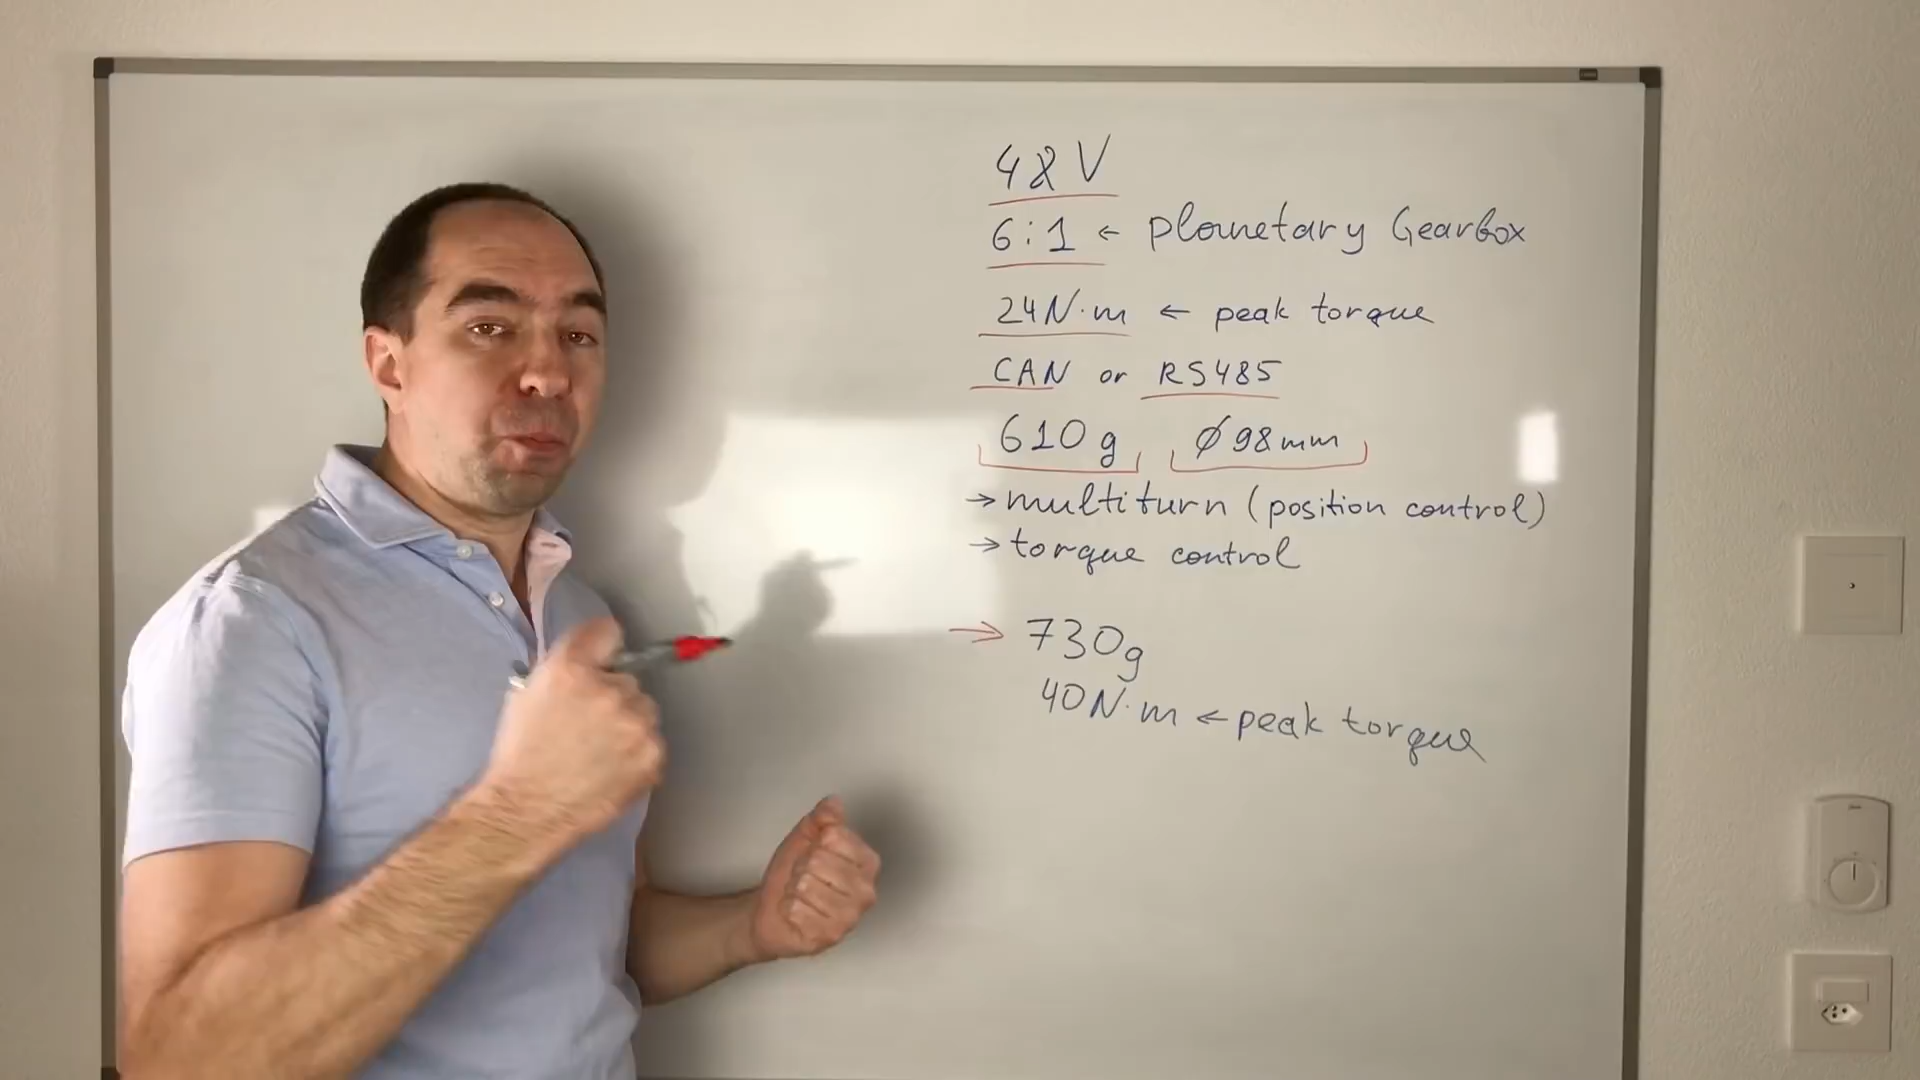 48V
6:1 ← planetary Gearbox
24N·m ← peak torque
CAN or RS485
610g ø98mm
→ multiturn (position control)
→ torque control
→ 730g
40N·m ← peak torque